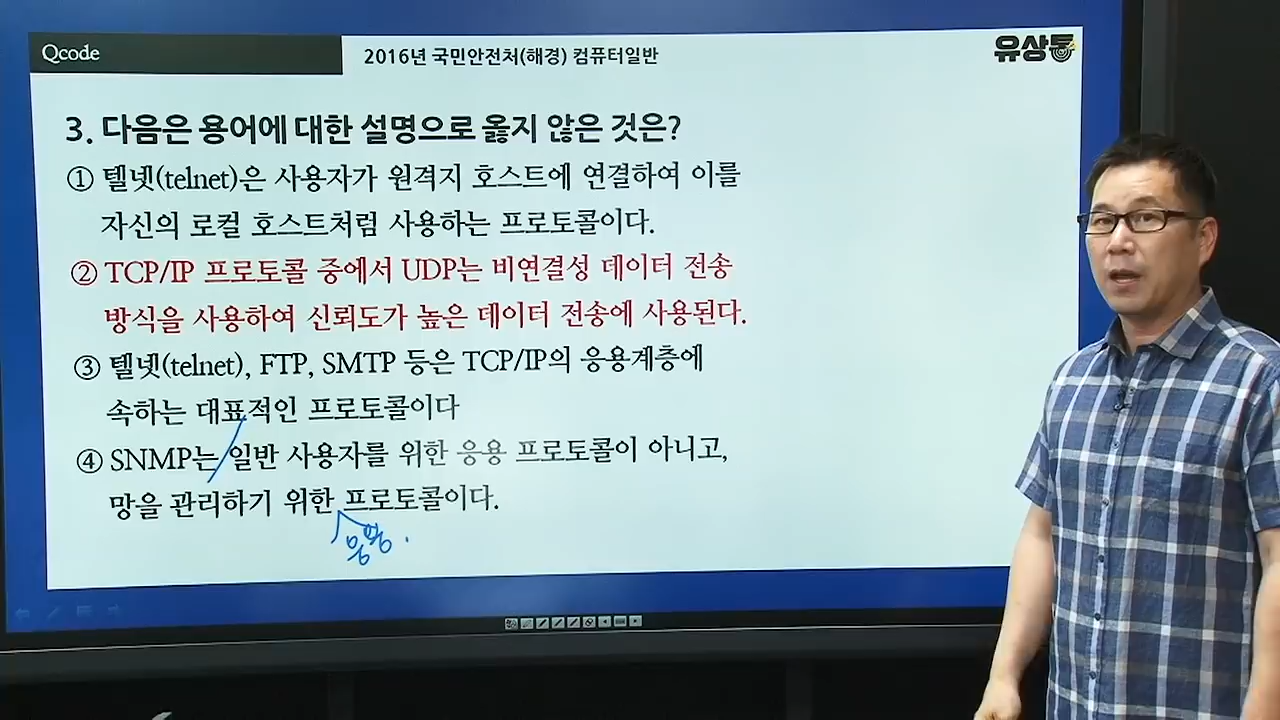 Qcode
2016년 국민안전처(해경) 컴퓨터일반
유상통
3. 다음은 용어에 대한 설명으로 옳지 않은 것은?
① 텔넷(telnet)은 사용자가 원격지 호스트에 연결하여 이를
자신의 로컬 호스트처럼 사용하는 프로토콜이다.
② TCP/IP 프로토콜 중에서 UDP는 비연결성 데이터 전송
방식을 사용하여 신뢰도가 높은 데이터 전송에 사용된다.
③ 텔넷(telnet), FTP, SMTP 등은 TCP/IP의 응용계층에
속하는 대표적인 프로토콜이다
④ SNMP는 일반 사용자를 위한 응용 프로토콜이 아니고,
망을 관리하기 위한 프로토콜이다.
응용